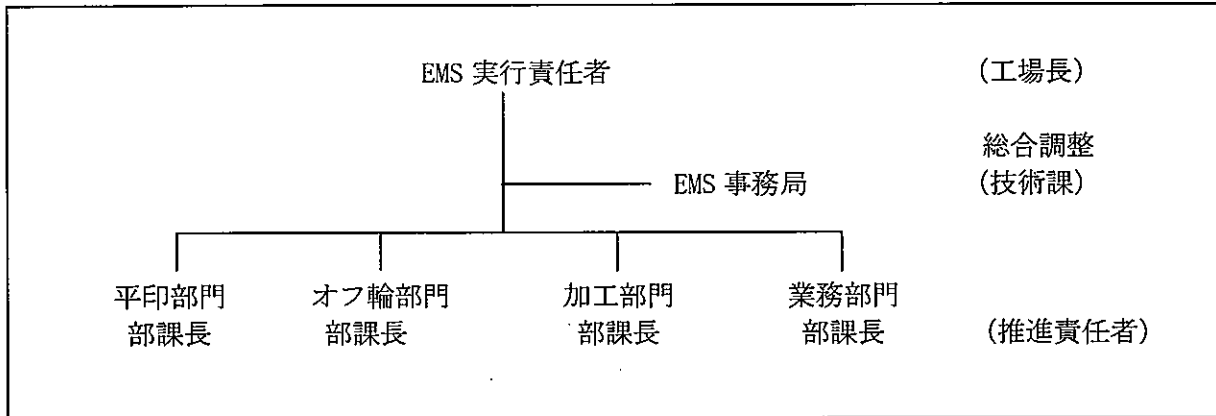 EMS 実行責任者 (工場長)
総合調整
EMS 事務局 (技術課)
平印部門 オフ輪部門 加工部門 業務部門
部課長 部課長 部課長 部課長 (推進責任者)